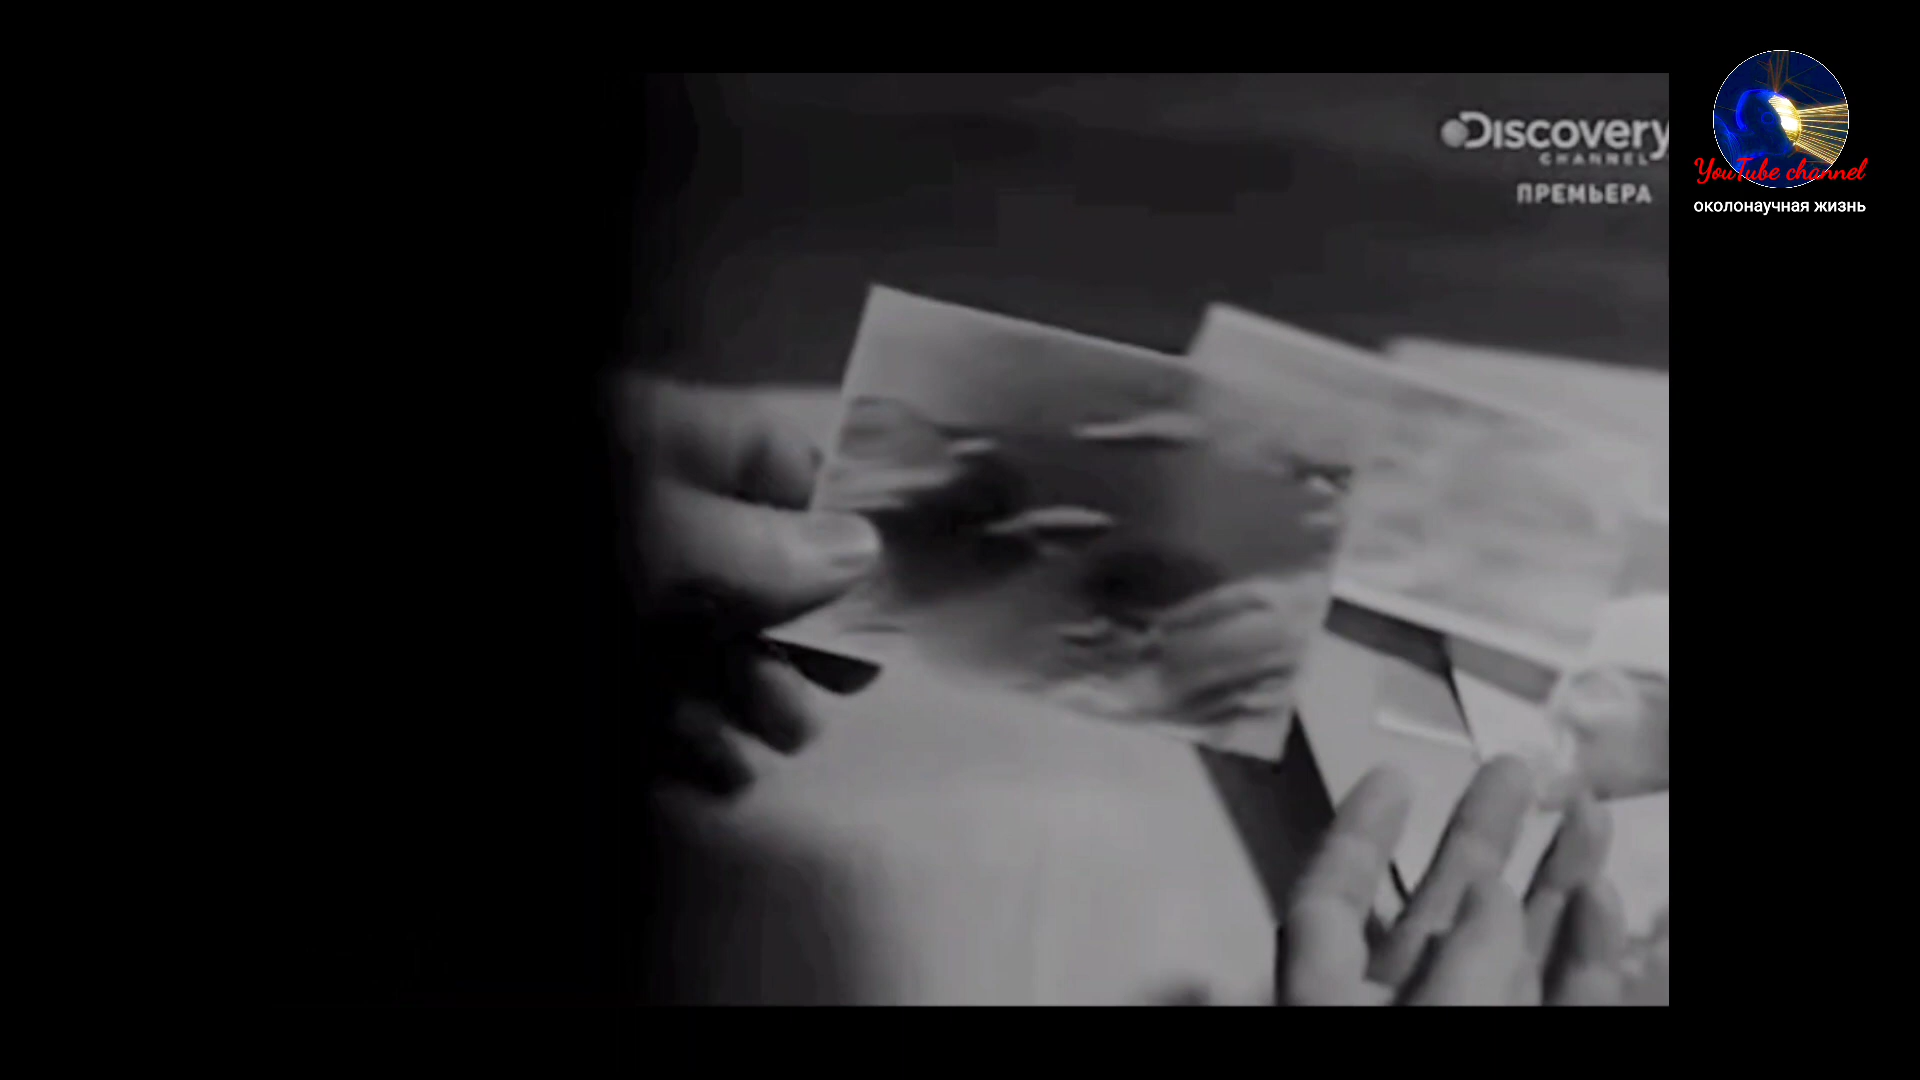 Discovery
CHANNEL
ПРЕМЬЕРА
YouTube channel
околонаучная жизнь